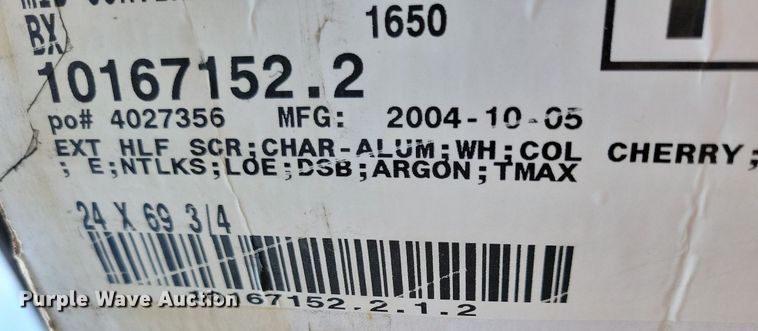 BX
1650
10167152.2
po# 4027356 MFG: 2004-10-05
EXT HLF SCR;CHAR-ALUM;WH;COL CHERRY;
; E;NTLKS;LOE;DSB;ARGON;TMAX
24 X 69 3/4
Purple Wave Auction
10167152.2.1.2